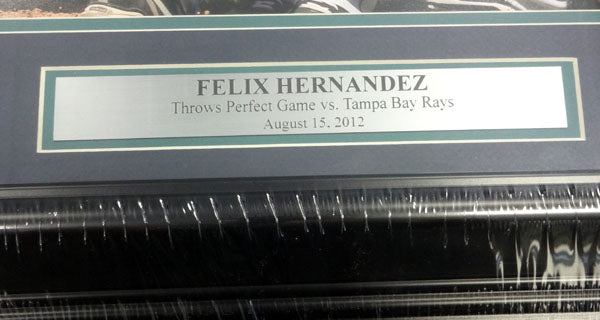 FELIX HERNANDEZ
Throws Perfect Game vs. Tampa Bay Rays
August 15, 2012